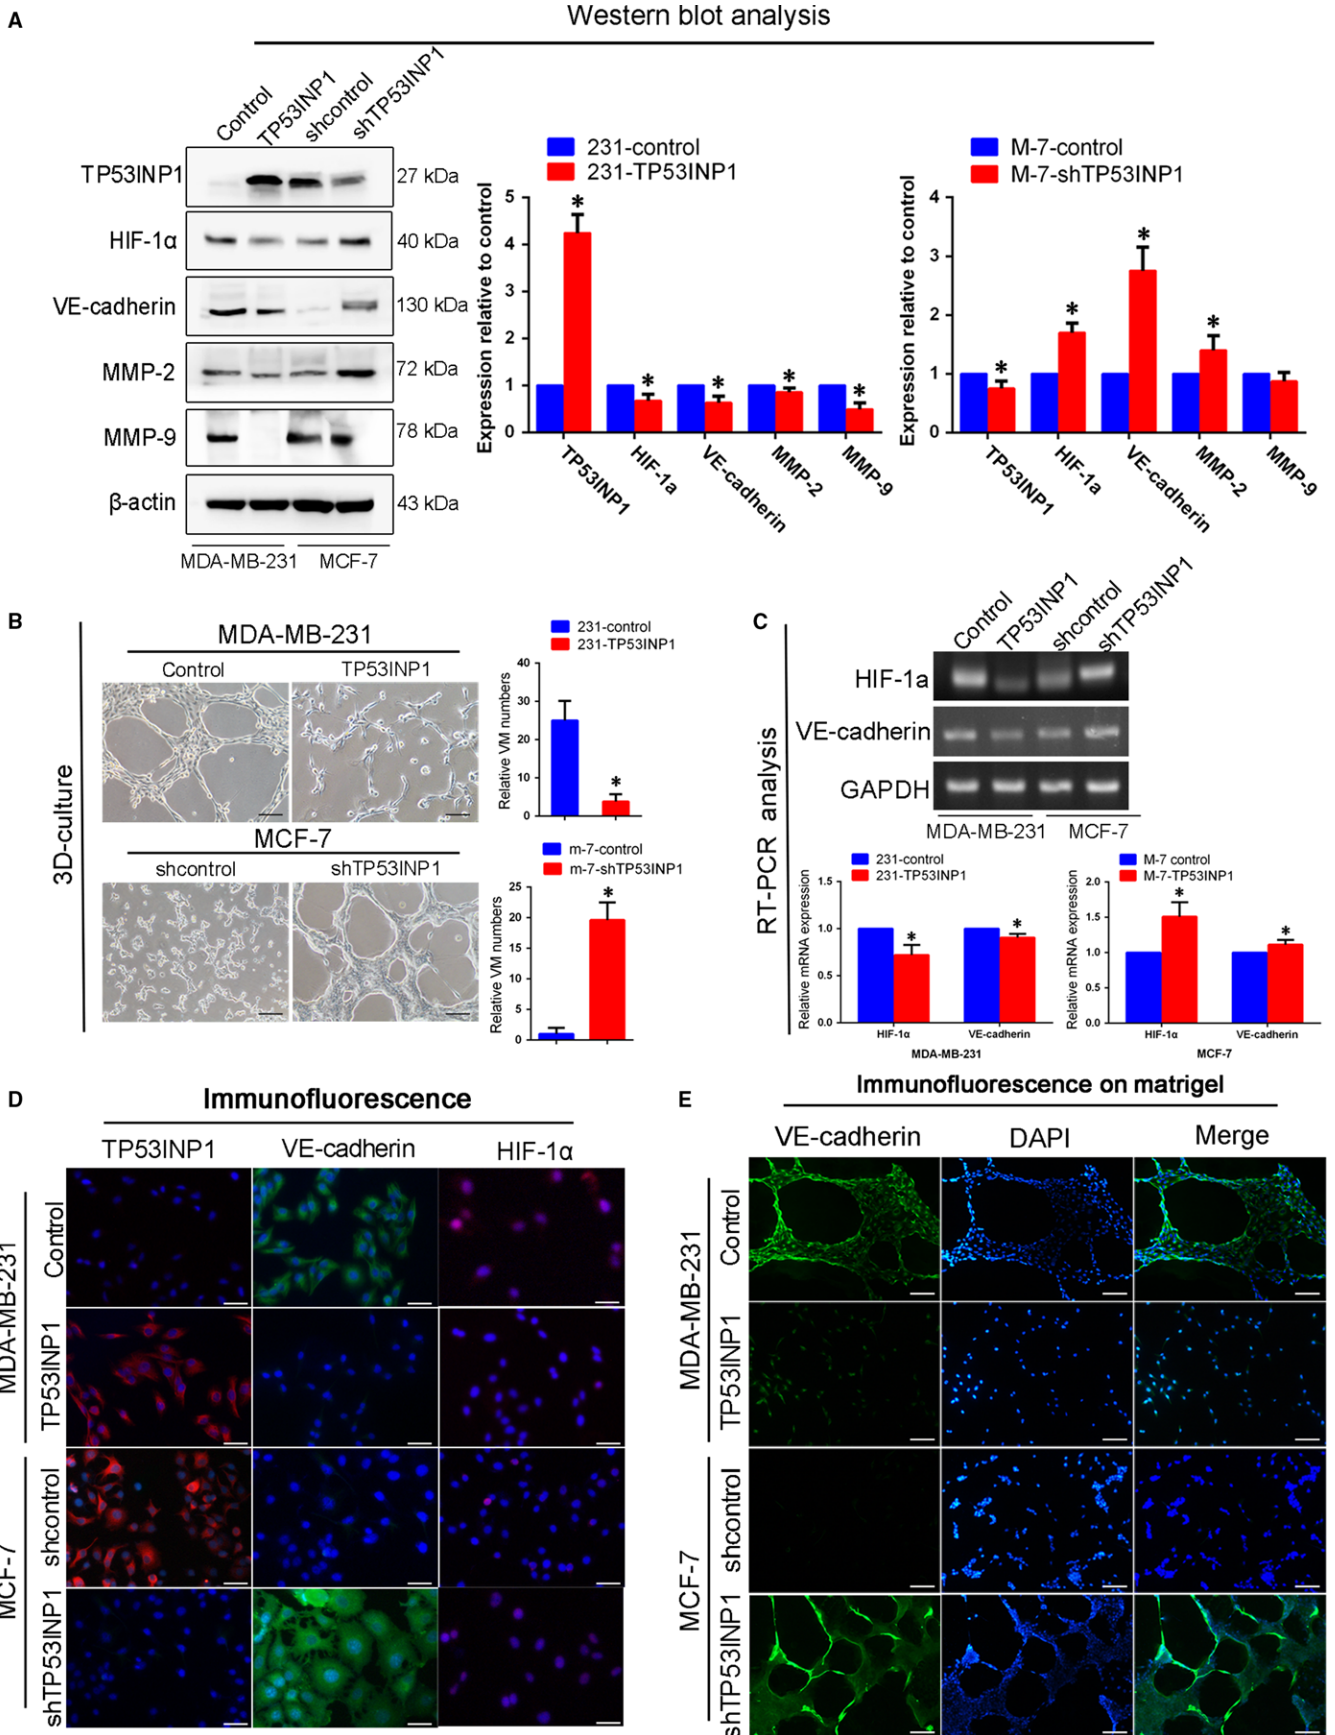 A
Western blot analysis
Control
TP53INP1
shcontrol
shTP53INP1
TP53INP1
27 kDa
HIF-1α
40 kDa
VE-cadherin
130 kDa
MMP-2
72 kDa
MMP-9
78 kDa
β-actin
43 kDa
MDA-MB-231
MCF-7
231-control
231-TP53INP1
Expression relative to control
5
4
3
2
1
0
*
*
*
*
*
TP53INP1
HIF-1a
VE-cadherin
MMP-2
MMP-9
M-7-control
M-7-shTP53INP1
Expression relative to control
4
3
2
1
0
*
*
*
*
TP53INP1
HIF-1a
VE-cadherin
MMP-2
MMP-9
B
3D-culture
MDA-MB-231
Control
TP53INP1
MCF-7
shcontrol
shTP53INP1
231-control
231-TP53INP1
Relative VM numbers
40
30
20
10
0
*
m-7-control
m-7-shTP53INP1
Relative VM numbers
25
20
15
10
5
0
*
C
RT-PCR analysis
Control
TP53INP1
shcontrol
shTP53INP1
HIF-1a
VE-cadherin
GAPDH
MDA-MB-231
MCF-7
231-control
231-TP53INP1
Relative mRNA expression
1.5
1.0
0.5
0.0
*
*
HIF-1α
VE-cadherin
MDA-MB-231
M-7 control
M-7-TP53INP1
Relative mRNA expression
2.0
1.5
1.0
0.5
0.0
*
*
HIF-1α
VE-cadherin
MCF-7
D
Immunofluorescence
TP53INP1
VE-cadherin
HIF-1α
MDA-MB-231
Control
TP53INP1
MCF-7
shcontrol
shTP53INP1
E
Immunofluorescence on matrigel
VE-cadherin
DAPI
Merge
MDA-MB-231
Control
TP53INP1
MCF-7
shcontrol
shTP53INP1